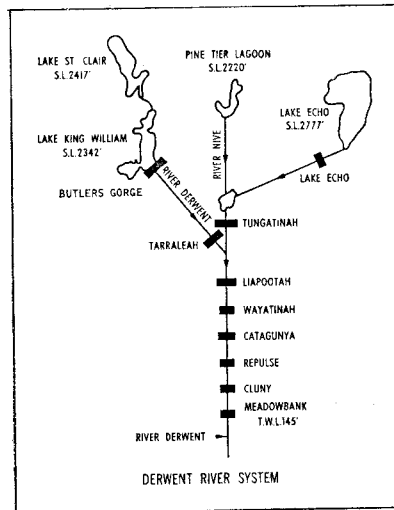 LAKE ST CLAIR
S.L.2417'
PINE TIER LAGOON
S.L.2220'
LAKE ECHO
S.L.2777'
LAKE KING WILLIAM
S.L.2342'
BUTLERS GORGE
RIVER DERWENT
RIVER NIVE
LAKE ECHO
TUNGATINAH
TARRALEAH
LIAPOOTAH
WAYATINAH
CATAGUNYA
REPULSE
CLUNY
MEADOWBANK
T.W.L.145'
RIVER DERWENT
DERWENT RIVER SYSTEM